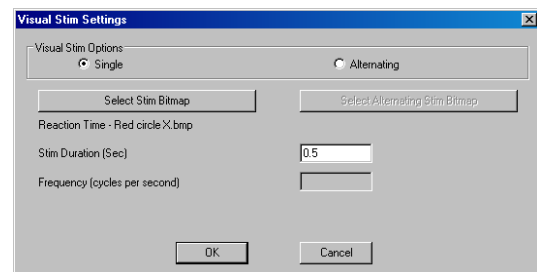 Visual Stim Settings
Visual Stim Options
Single Alternating
Select Stim Bitmap Select Alternating Stim Bitmap
Reaction Time - Red circle X.bmp
Stim Duration (Sec) 0.5
Frequency (cycles per second)
OK Cancel